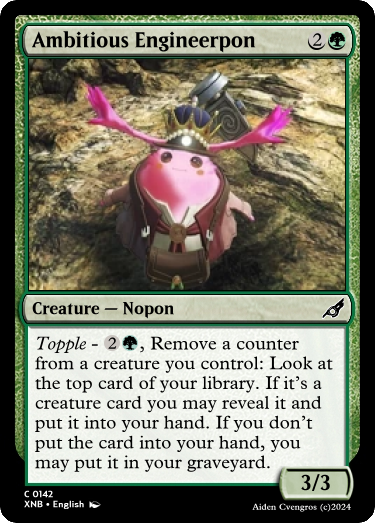 Ambitious Engineerpon 2
Creature — Nopon
Topple - 2, Remove a counter
from a creature you control: Look at
the top card of your library. If it's a
creature card you may reveal it and
put it into your hand. If you don't
put the card into your hand, you
may put it in your graveyard.
3/3
C 0142
XNB • English
Aiden Cvengros (c)2024